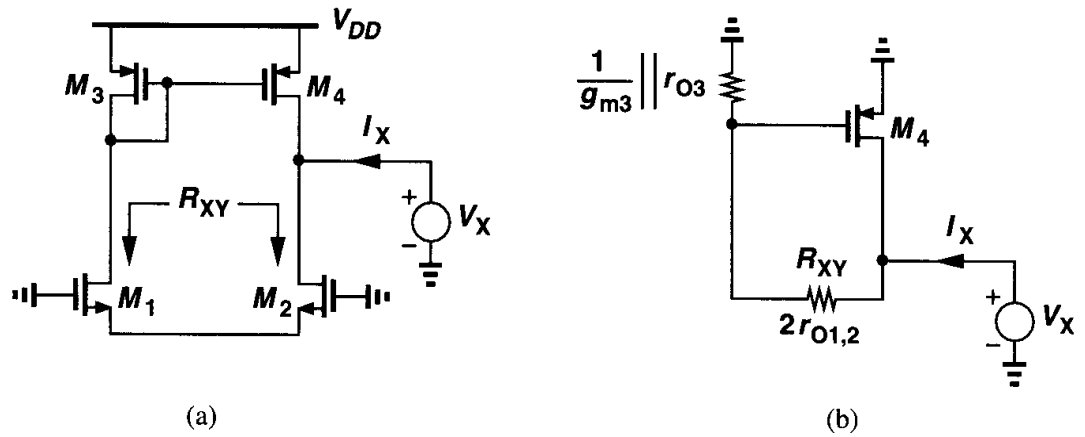 V_DD
M_3
M_4
I_X
R_XY
+
−
V_X
M_1
M_2
(a)
1/g_m3 || r_O3
M_4
I_X
R_XY
2r_O1,2
+
−
V_X
(b)